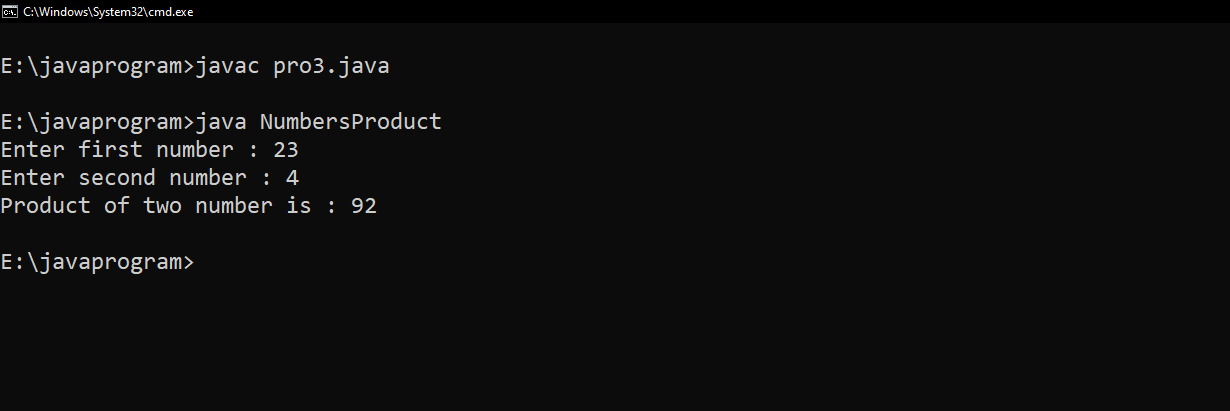 C:\Windows\System32\cmd.exe
E:\javaprogram>javac pro3.java
E:\javaprogram>java NumbersProduct
Enter first number : 23
Enter second number : 4
Product of two number is : 92
E:\javaprogram>